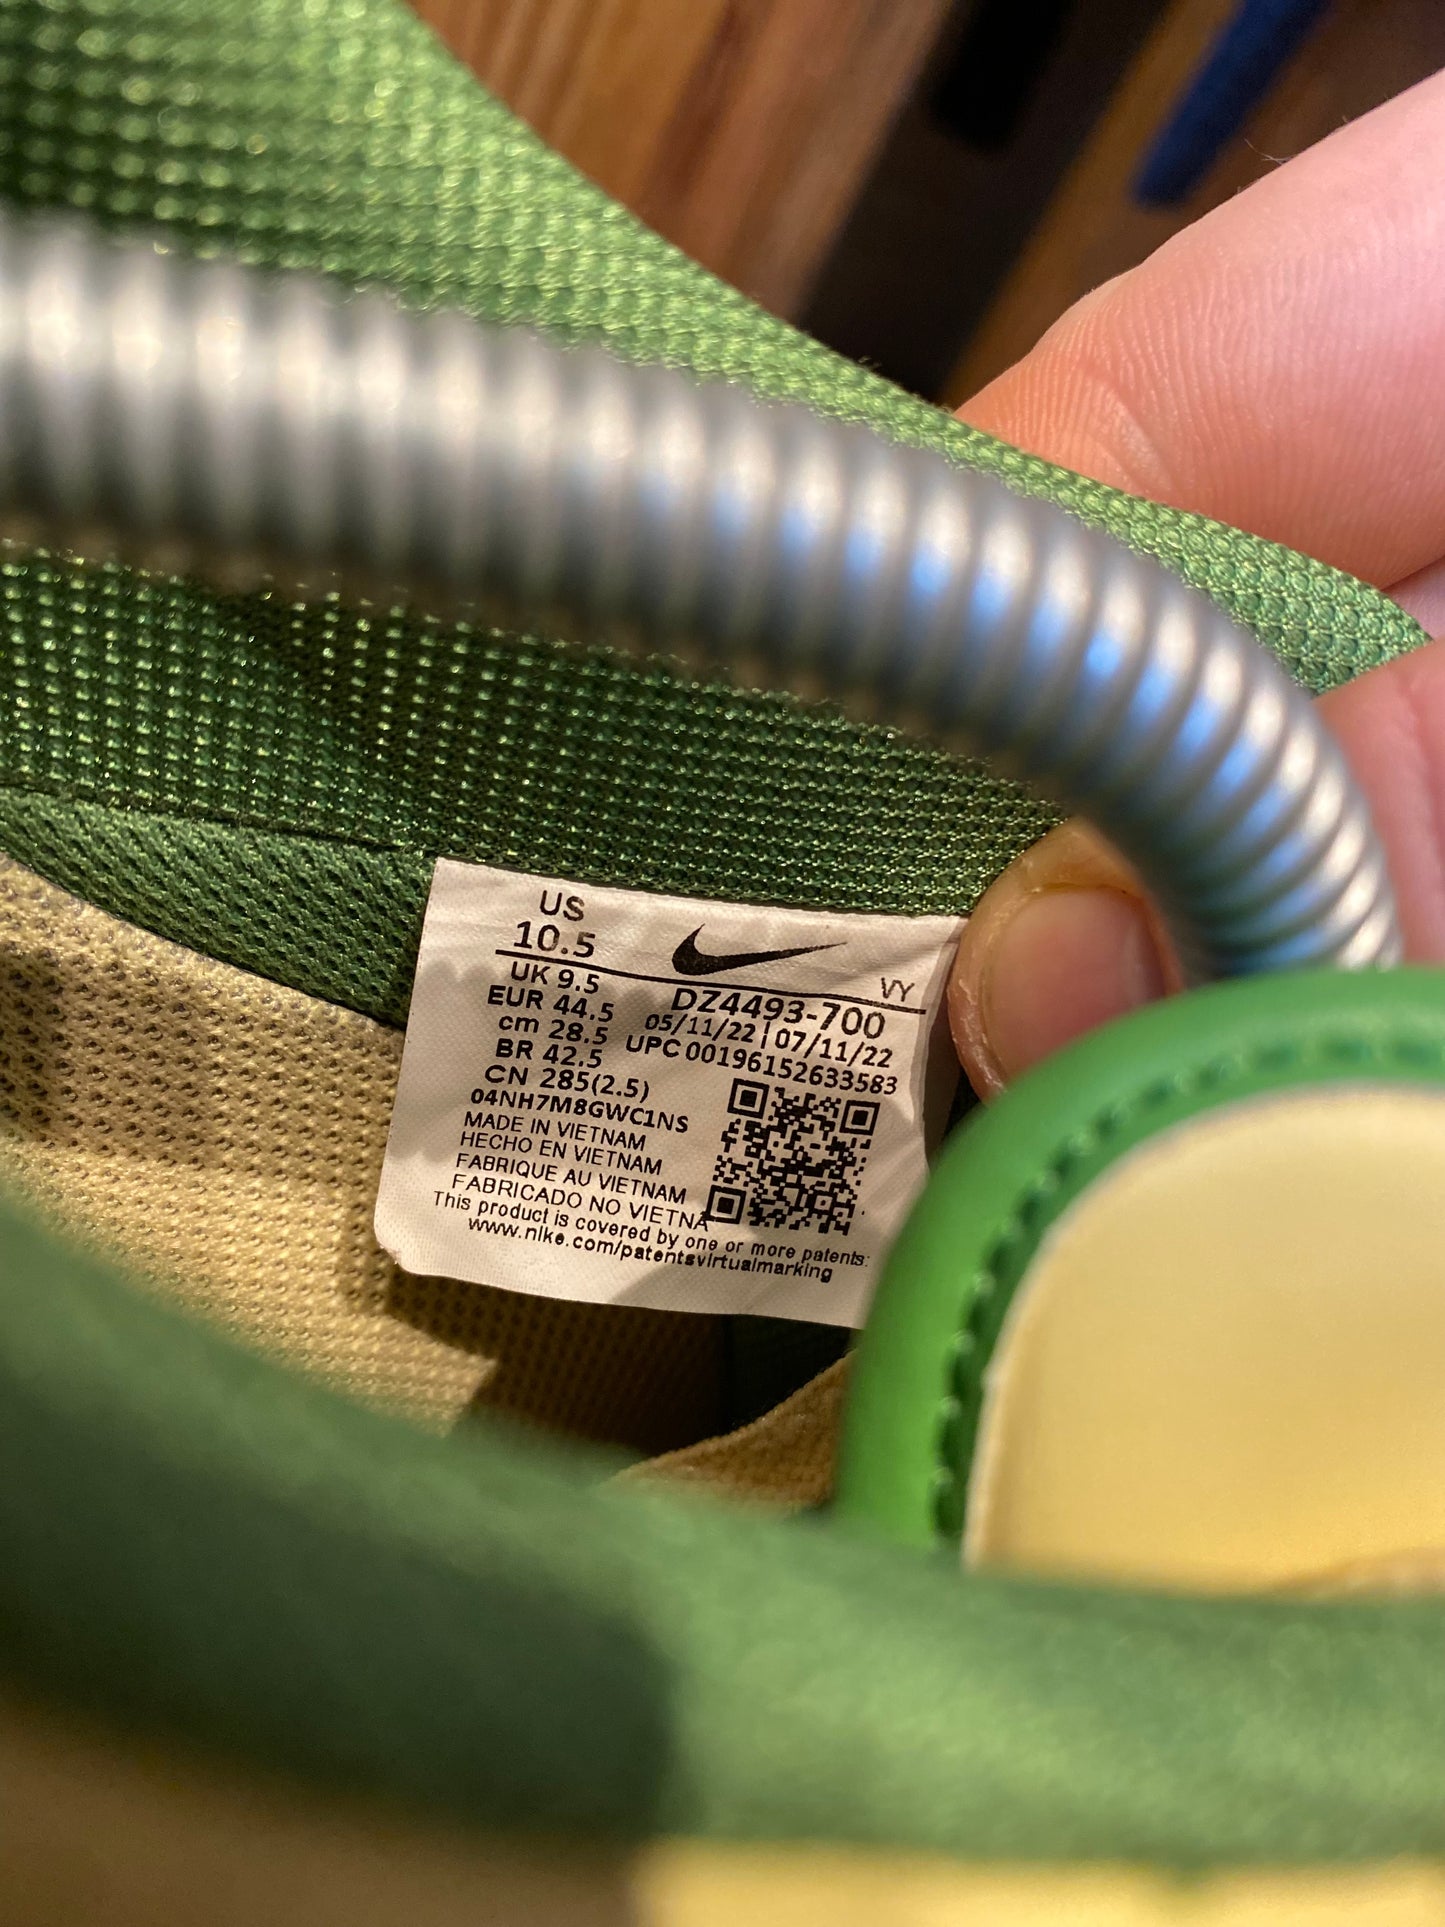 US
10.5
UK 9.5
EUR 44.5
cm 28.5
BR 42.5
CN 285(2.5)
04NH7M8GWC1NS
MADE IN VIETNAM
HECHO EN VIETNAM
FABRIQUE AU VIETNAM
FABRICADO NO VIETNA
This product is covered by one or more patents:
www.nike.com/patentsvirtualmarking
VY
DZ4493-700
05/11/22 | 07/11/22
UPC 00196152633583